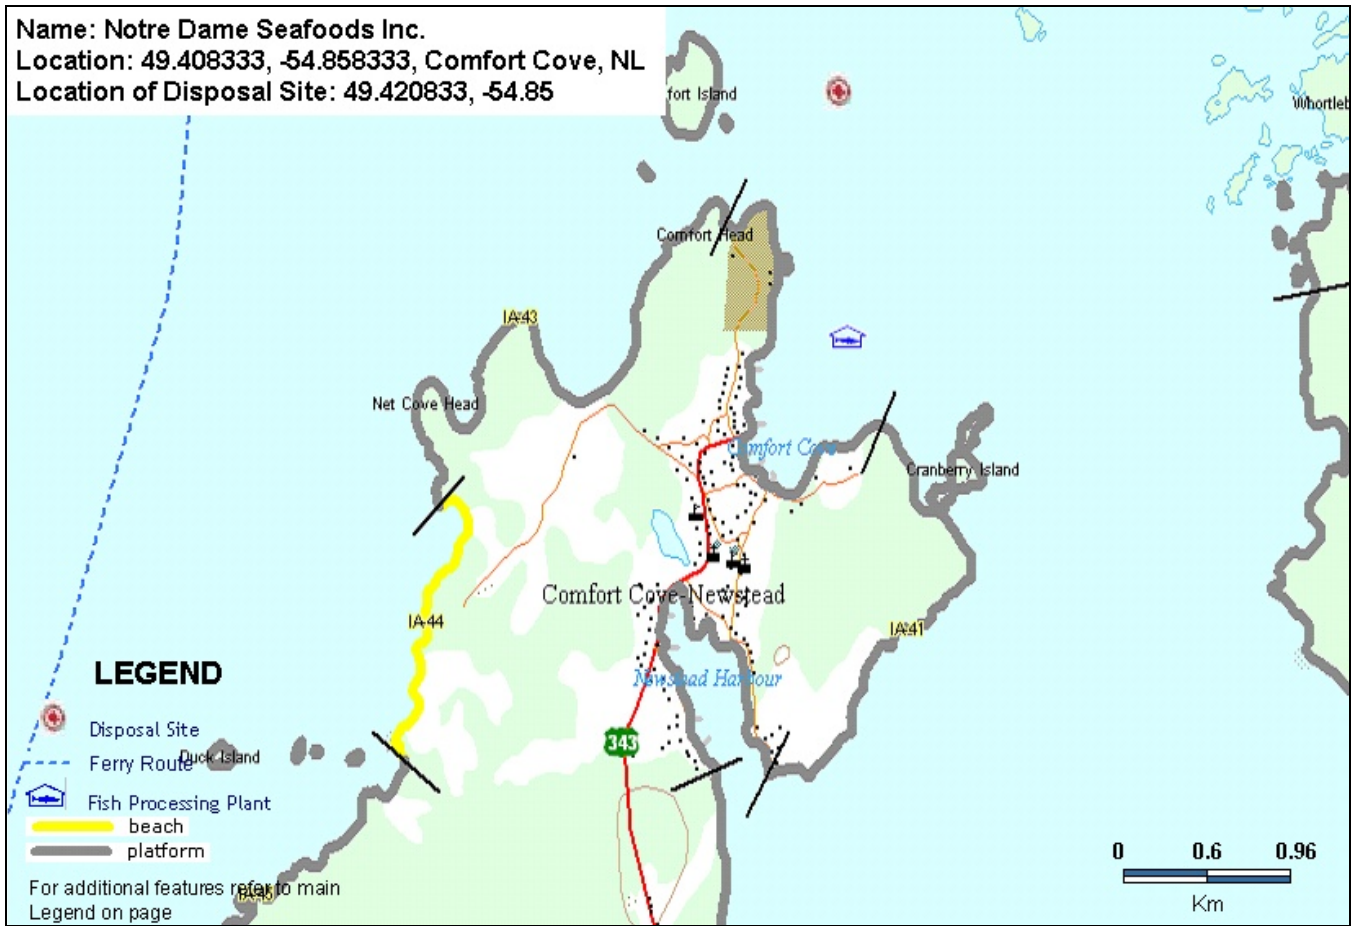 Name: Notre Dame Seafoods Inc.
Location: 49.408333, -54.858333, Comfort Cove, NL
Location of Disposal Site: 49.420833, -54.85
fort Island
Whortleb
Comfort Head
IA-43
Net Cove Head
Comfort Cove
Cranberry Island
Comfort Cove-Newstead
IA-44
IA-41
Newstead Harbour
LEGEND
343
Disposal Site
Duck Island
Ferry Route
Fish Processing Plant
beach
platform
0 0.6 0.96
Km
For additional features refer to main
IA-45
Legend on page